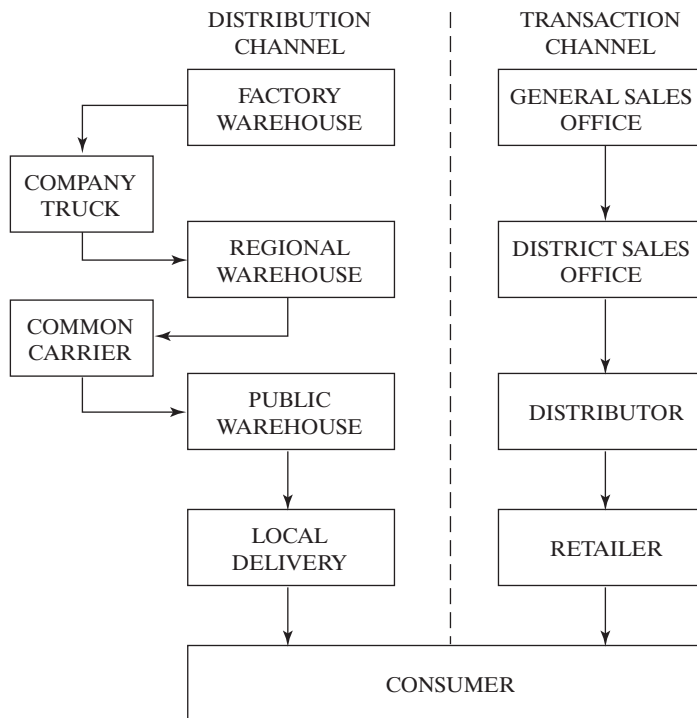 DISTRIBUTION
CHANNEL
TRANSACTION
CHANNEL
FACTORY
WAREHOUSE
GENERAL SALES
OFFICE
COMPANY
TRUCK
REGIONAL
WAREHOUSE
DISTRICT SALES
OFFICE
COMMON
CARRIER
PUBLIC
WAREHOUSE
DISTRIBUTOR
LOCAL
DELIVERY
RETAILER
CONSUMER